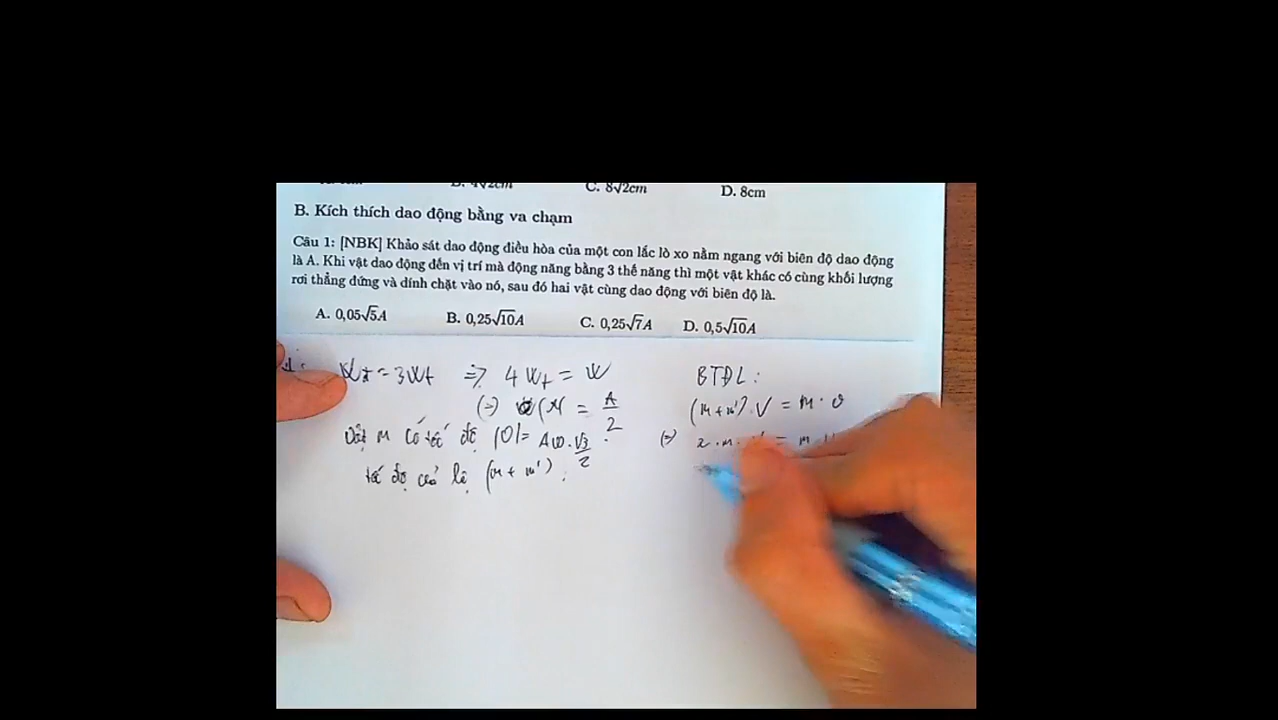 B. 4√2cm C. 8√2cm D. 8cm
B. Kích thích dao động bằng va chạm
Câu 1: [NBK] Khảo sát dao động điều hòa của một con lắc lò xo nằm ngang với biên độ dao động
là A. Khi vật dao động đến vị trí mà động năng bằng 3 thế năng thì một vật khác có cùng khối lượng
rơi thẳng đứng và dính chặt vào nó, sau đó hai vật cùng dao động với biên độ là.
A. 0,05√5A B. 0,25√10A C. 0,25√7A D. 0,5√10A
= 3Wt => 4Wt = W
(=) = A/2
Vật m có tốc độ |v| = Aω.√3/2
tốc độ của hệ (m + m') :
BTĐL:
(m+m').V = m.v
(=) 2.m. = m.